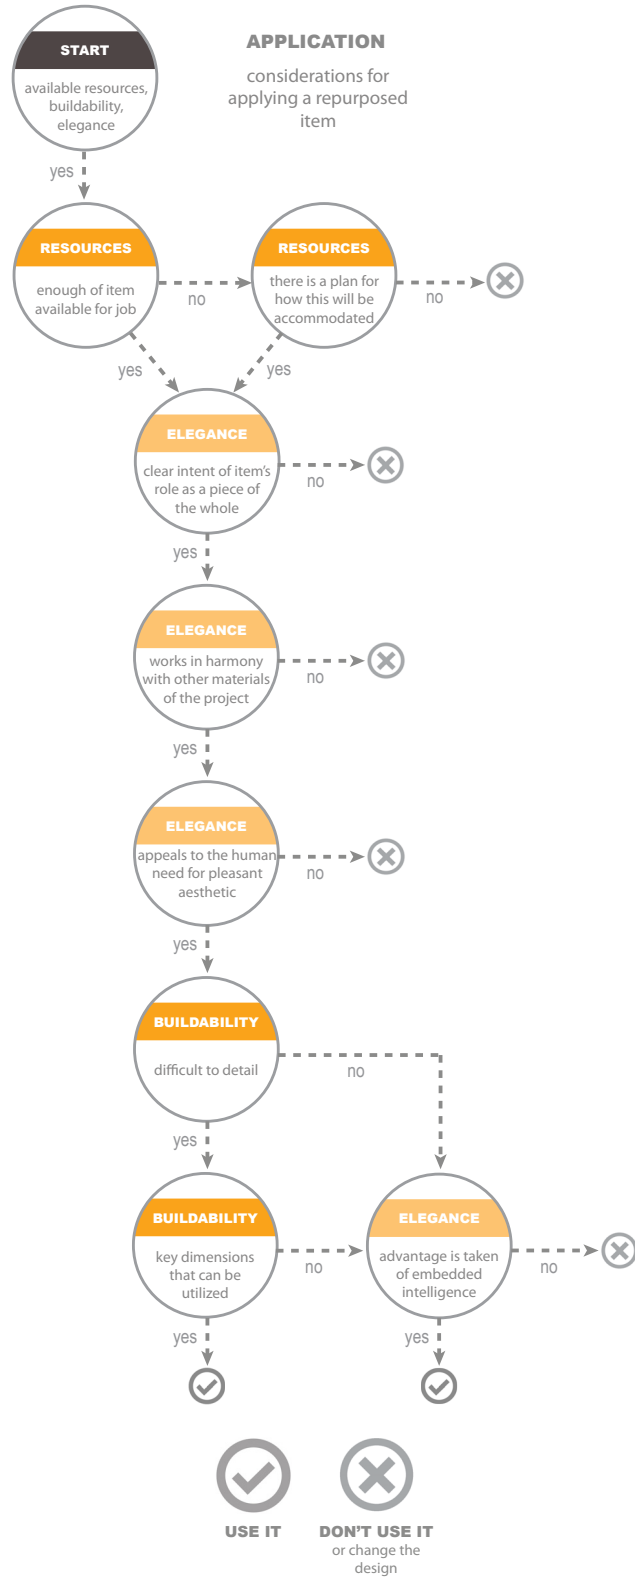 START
available resources,
buildability,
elegance
APPLICATION
considerations for
applying a repurposed
item
yes
RESOURCES
enough of item
available for job
no
RESOURCES
there is a plan for
how this will be
accommodated
no
yes
yes
ELEGANCE
clear intent of item's
role as a piece of
the whole
no
yes
ELEGANCE
works in harmony
with other materials
of the project
no
yes
ELEGANCE
appeals to the human
need for pleasant
aesthetic
no
yes
BUILDABILITY
difficult to detail
no
yes
BUILDABILITY
key dimensions
that can be
utilized
no
ELEGANCE
advantage is taken
of embedded
intelligence
no
yes
yes
USE IT
DON'T USE IT
or change the
design